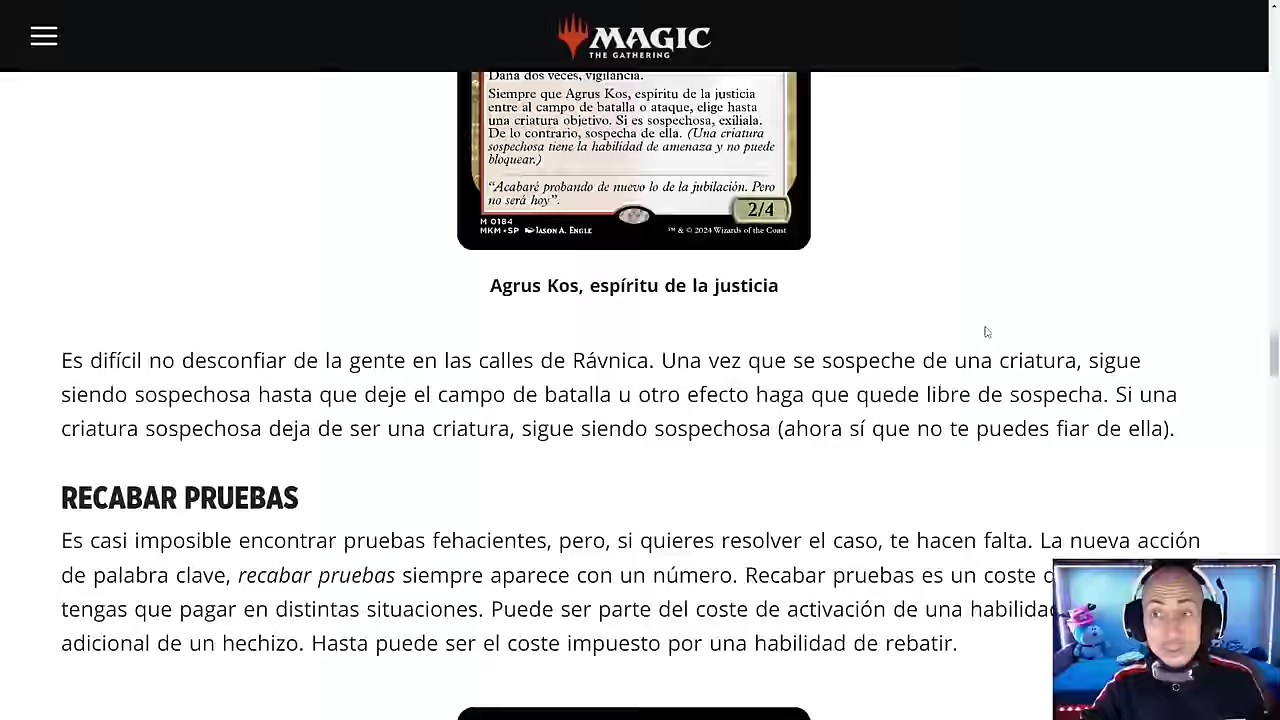 MAGIC
THE GATHERING
Daña dos veces, vigilancia.
Siempre que Agrus Kos, espíritu de la justicia
entre al campo de batalla o ataque, elige hasta
una criatura objetivo. Si es sospechosa, exíliala.
De lo contrario, sospecha de ella. (Una criatura
sospechosa tiene la habilidad de amenaza y no puede
bloquear.)
“Acabaré probando de nuevo lo de la jubilación. Pero
no será hoy”.
2/4
M 0184
MKM • SP JASON A. ENGLE
™ & © 2024 Wizards of the Coast
Agrus Kos, espíritu de la justicia
Es difícil no desconfiar de la gente en las calles de Rávnica. Una vez que se sospeche de una criatura, sigue
siendo sospechosa hasta que deje el campo de batalla u otro efecto haga que quede libre de sospecha. Si una
criatura sospechosa deja de ser una criatura, sigue siendo sospechosa (ahora sí que no te puedes fiar de ella).
RECABAR PRUEBAS
Es casi imposible encontrar pruebas fehacientes, pero, si quieres resolver el caso, te hacen falta. La nueva acción
de palabra clave, recabar pruebas siempre aparece con un número. Recabar pruebas es un coste
tengas que pagar en distintas situaciones. Puede ser parte del coste de activación de una habilidad
adicional de un hechizo. Hasta puede ser el coste impuesto por una habilidad de rebatir.